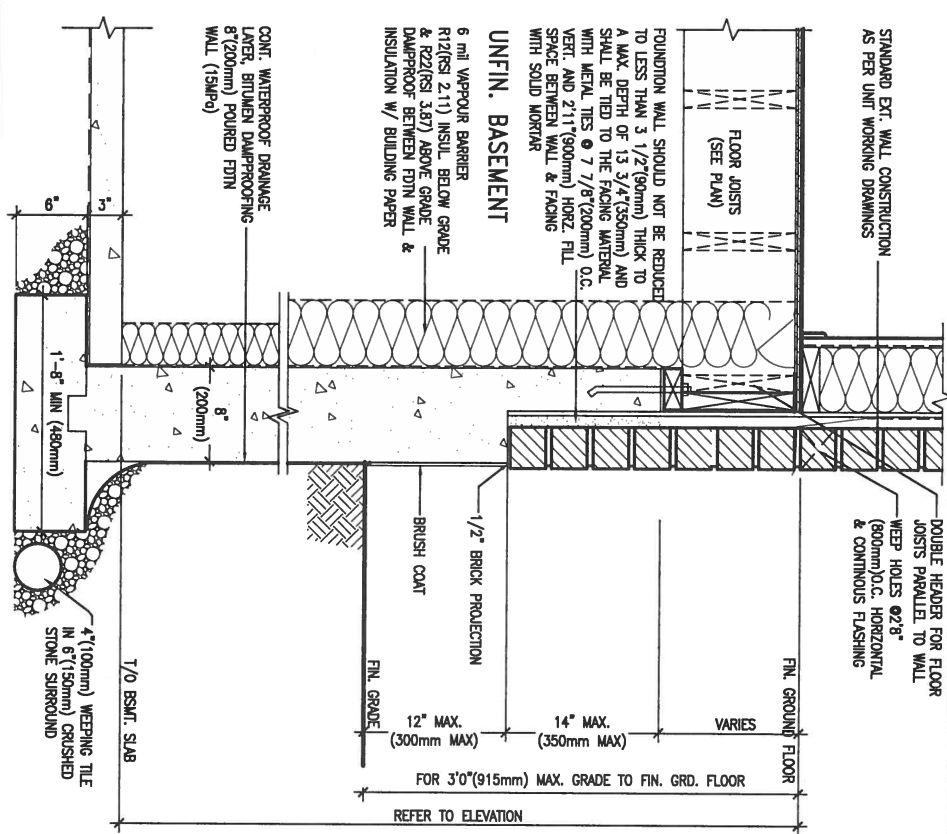 STANDARD EXT. WALL CONSTRUCTION
AS PER UNIT WORKING DRAWINGS
FLOOR JOISTS
(SEE PLAN)
FOUNDTION WALL SHOULD NOT BE REDUCED
TO LESS THAN 3 1/2"(90mm) THICK TO
A MAX. DEPTH OF 13 3/4"(350mm) AND
SHALL BE TIED TO THE FACING MATERIAL
WITH METAL TIES @ 7 7/8"(200mm) O.C.
VERT. AND 2'11"(900mm) HORZ. FILL
SPACE BETWEEN WALL & FACING
WITH SOLID MORTAR
UNFIN. BASEMENT
6 mil VAPPOUR BARRIER
R12(RSI 2.11) INSUL BELOW GRADE
& R22(RSI 3.87) ABOVE GRADE
DAMPPROOF BETWEEN FDTN WALL &
INSULATION W/ BUILDING PAPER
CONT. WATERPROOF DRAINAGE
LAYER, BITUMEN DAMPPROOFING
8"(200mm) POURED FDTN
WALL (15MPa)
3"
6"
8"
(200mm)
1'-8" MIN (480mm)
DOUBLE HEADER FOR FLOOR
JOISTS PARALLEL TO WALL
WEEP HOLES @2'8"
(800mm)O.C. HORIZONTAL
& CONTINOUS FLASHING
1/2" BRICK PROJECTION
BRUSH COAT
4"(100mm) WEEPING TILE
IN 6"(150mm) CRUSHED
STONE SURROUND
FIN. GROUND FLOOR
VARIES
14" MAX.
(350mm MAX)
12" MAX.
(300mm MAX)
FIN. GRADE
T/O BSMT. SLAB
FOR 3'0"(915mm) MAX. GRADE TO FIN. GRD. FLOOR
REFER TO ELEVATION